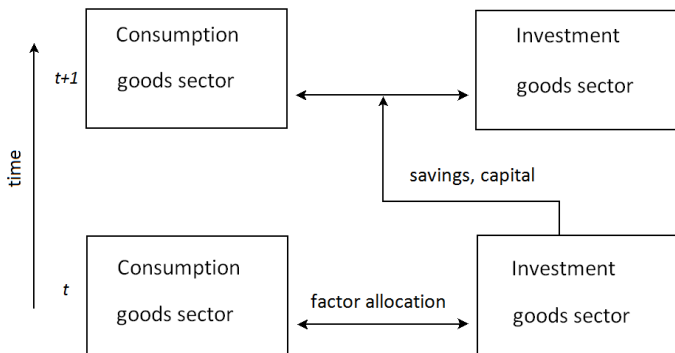 Consumption
goods sector
Investment
goods sector
t+1
time
savings, capital
t
Consumption
goods sector
factor allocation
Investment
goods sector